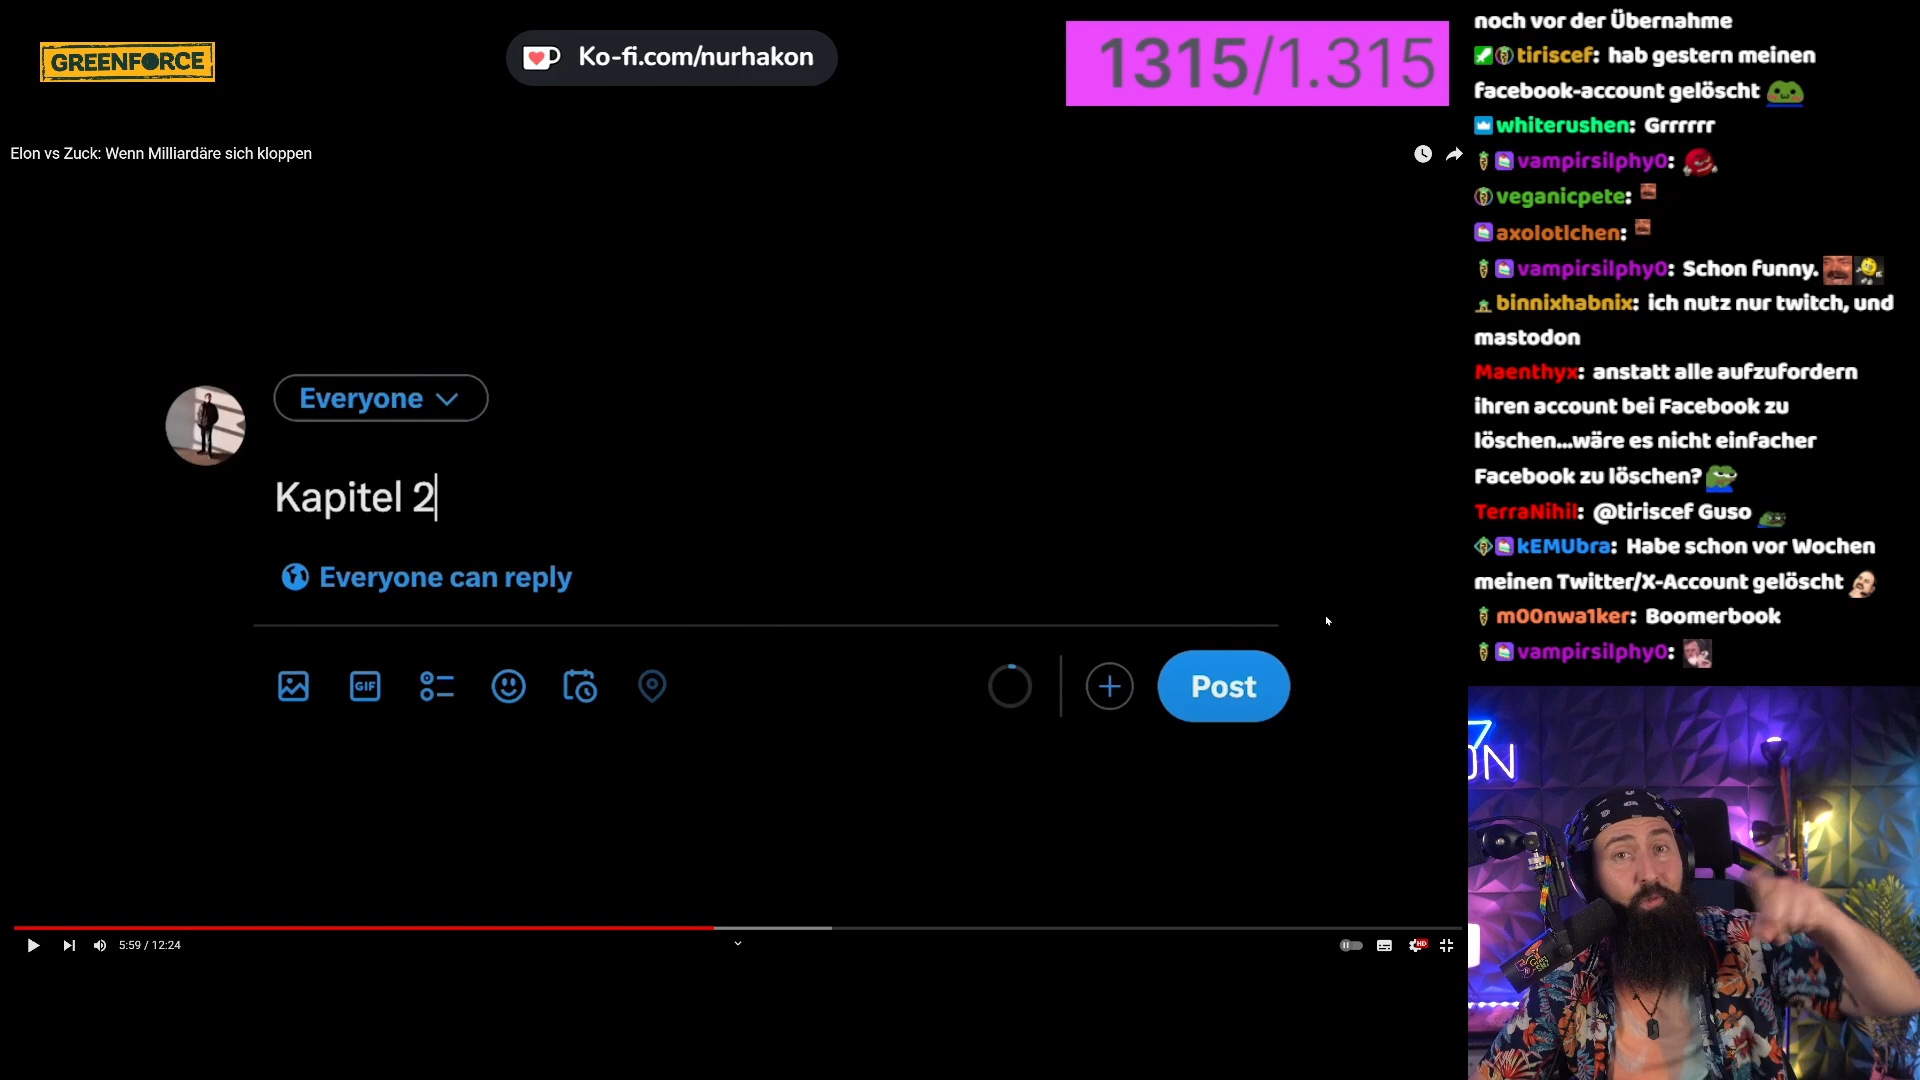 GREENFORCE
Ko-fi.com/nurhakon
1315/1.315
Elon vs Zuck: Wenn Milliardäre sich kloppen
Everyone
Kapitel 2
Everyone can reply
GIF
Post
5:59 / 12:24
HD
noch vor der Übernahme
tiriscef: hab gestern meinen
facebook-account gelöscht
whiterushen: Grrrrrr
vampirsilphy0:
veganicpete:
axolotlchen:
vampirsilphy0: Schon funny.
binnixhabnix: ich nutz nur twitch, und
mastodon
Maenthyx: anstatt alle aufzufordern
ihren account bei Facebook zu
löschen...wäre es nicht einfacher
Facebook zu löschen?
TerraNihil: @tiriscef Guso
kEMUbra: Habe schon vor Wochen
meinen Twitter/X-Account gelöscht
m00nwa1ker: Boomerbook
vampirsilphy0:
ON